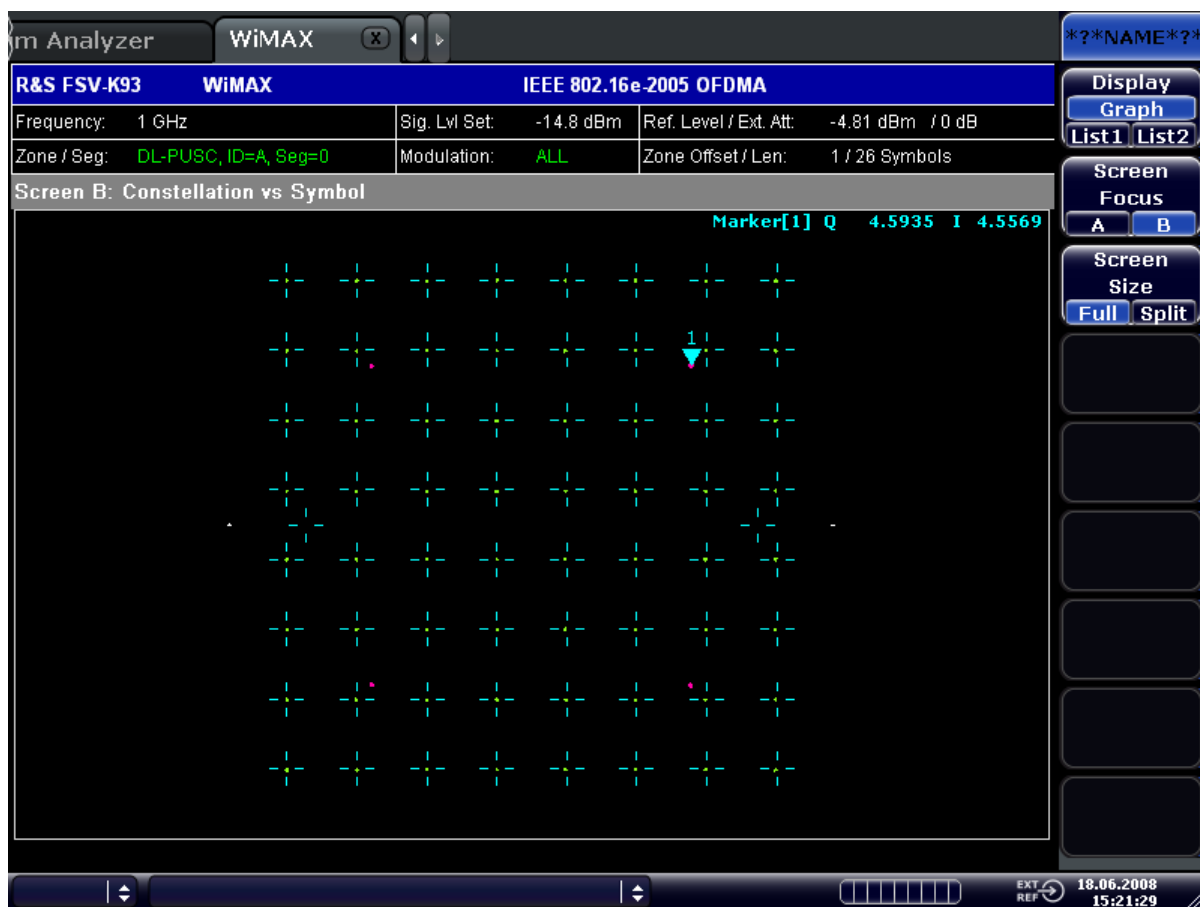 m Analyzer WiMAX X
*?*NAME*?*
R&S FSV-K93 WiMAX IEEE 802.16e-2005 OFDMA
Frequency: 1 GHz Sig. Lvl Set: -14.8 dBm Ref. Level / Ext. Att: -4.81 dBm / 0 dB
Zone / Seg: DL-PUSC, ID=A, Seg=0 Modulation: ALL Zone Offset / Len: 1 / 26 Symbols
Screen B: Constellation vs Symbol
Marker[1] Q 4.5935 I 4.5569
1
Display
Graph
List1 List2
Screen
Focus
A B
Screen
Size
Full Split
EXT
REF
18.06.2008
15:21:29